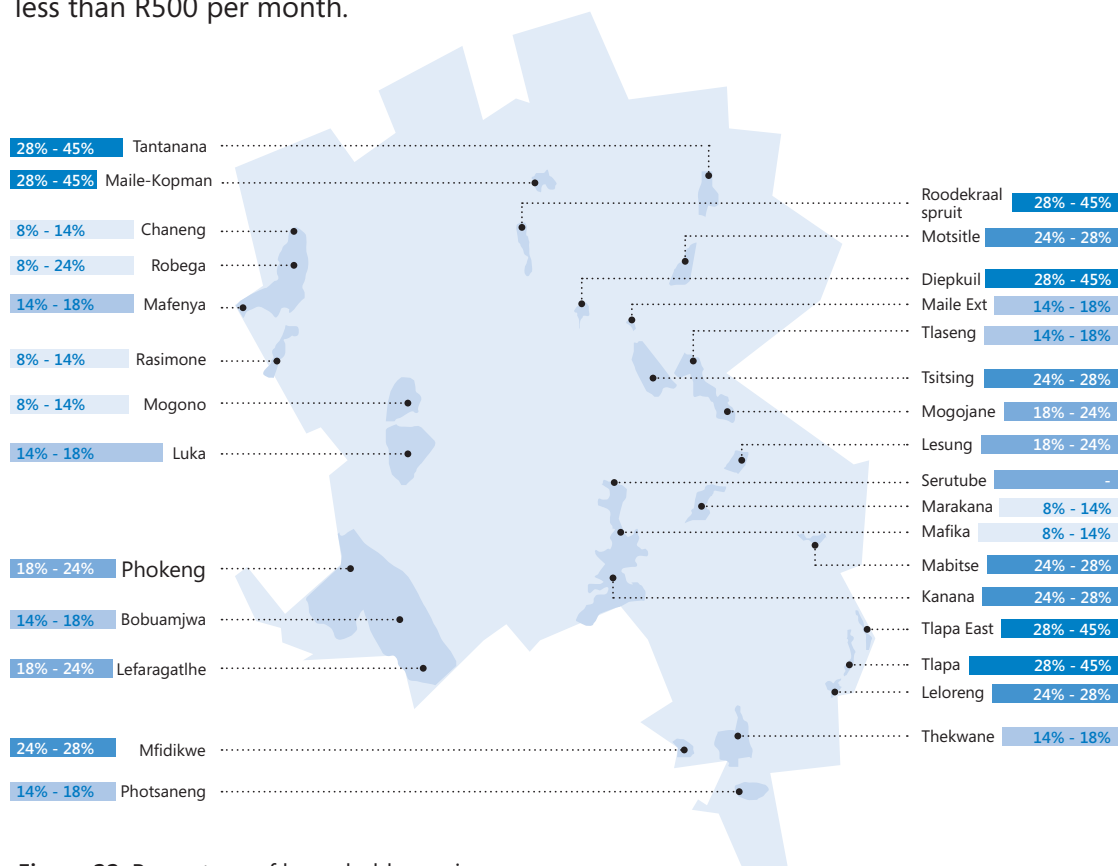 less than R500 per month.
28% - 45% Tantanana
28% - 45% Maile-Kopman
8% - 14% Chaneng
8% - 24% Robega
14% - 18% Mafenya
8% - 14% Rasimone
8% - 14% Mogono
14% - 18% Luka
18% - 24% Phokeng
14% - 18% Bobuamjwa
18% - 24% Lefaragatlhe
24% - 28% Mfidikwe
14% - 18% Photsaneng
Roodekraal
spruit 28% - 45%
Motsitle 24% - 28%
Diepkuil 28% - 45%
Maile Ext 14% - 18%
Tlaseng 14% - 18%
Tsitsing 24% - 28%
Mogojane 18% - 24%
Lesung 18% - 24%
Serutube -
Marakana 8% - 14%
Mafika 8% - 14%
Mabitse 24% - 28%
Kanana 24% - 28%
Tlapa East 28% - 45%
Tlapa 28% - 45%
Leloreng 24% - 28%
Thekwane 14% - 18%